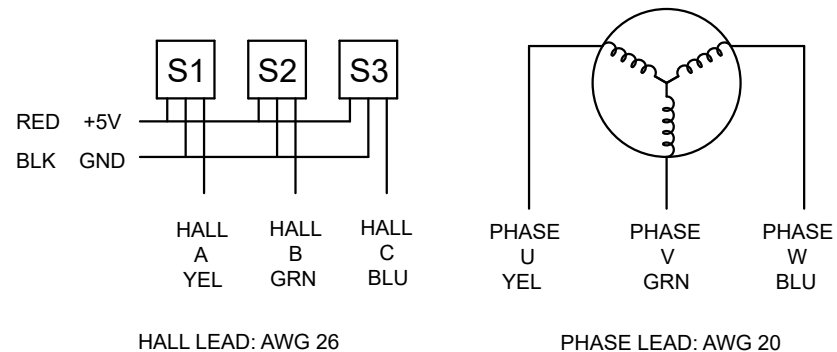 S1
S2
S3
RED +5V
BLK GND
HALL
A
YEL
HALL
B
GRN
HALL
C
BLU
PHASE
U
YEL
PHASE
V
GRN
PHASE
W
BLU
HALL LEAD: AWG 26
PHASE LEAD: AWG 20